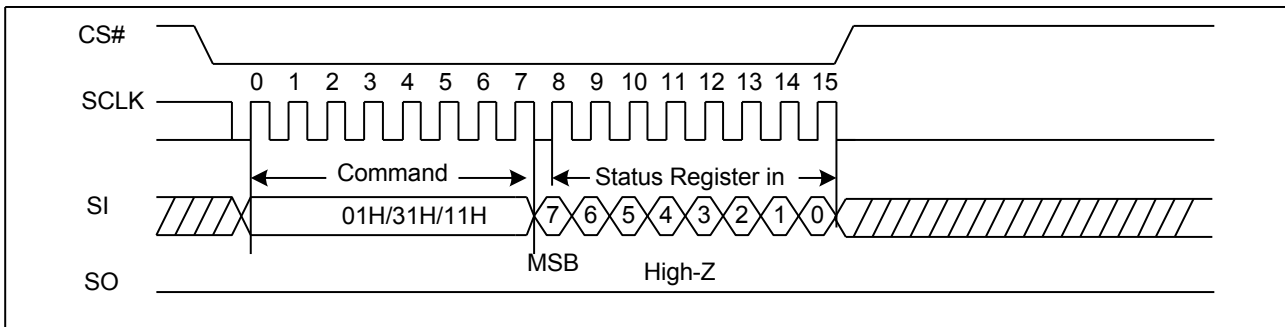 CS#
0 1 2 3 4 5 6 7 8 9 10 11 12 13 14 15
SCLK
Command
Status Register in
SI
01H/31H/11H
7 6 5 4 3 2 1 0
MSB
High-Z
SO